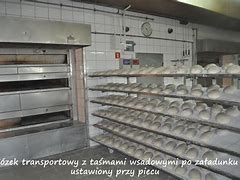 ózek transportowy z taśmami wsadowymi po załadunku
ustawiony przy piecu